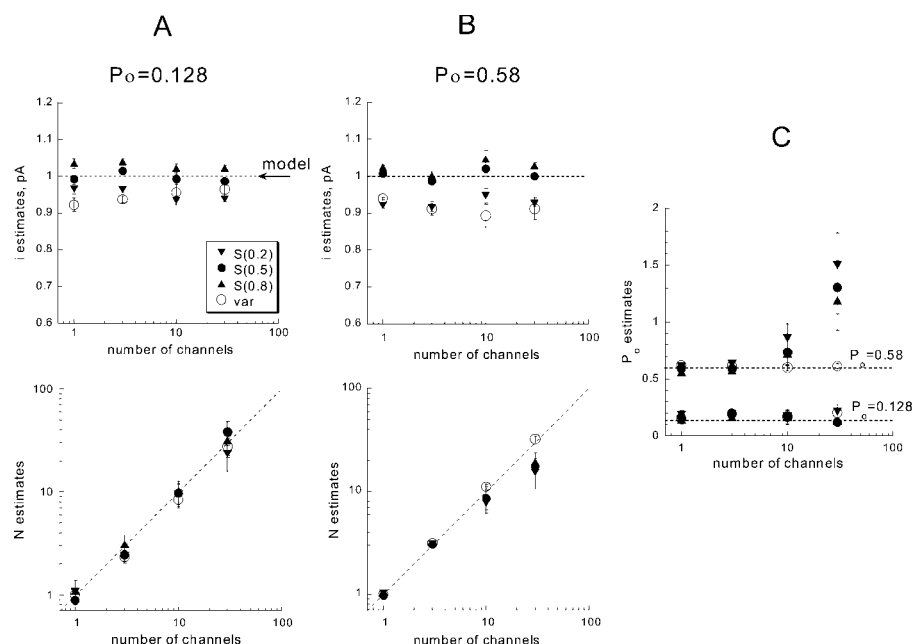 A
Po=0.128
i estimates, pA
1.2
1.1
1
0.9
0.8
0.7
0.6
model
S(0.2)
S(0.5)
S(0.8)
var
1
10
100
number of channels
N estimates
100
10
1
1
10
100
number of channels
B
Po=0.58
i estimates, pA
1.2
1.1
1
0.9
0.8
0.7
0.6
1
10
100
number of channels
N estimates
100
10
1
1
10
100
number of channels
C
Po estimates
2
1.5
1
0.5
0
Po=0.58
Po=0.128
1
10
100
number of channels